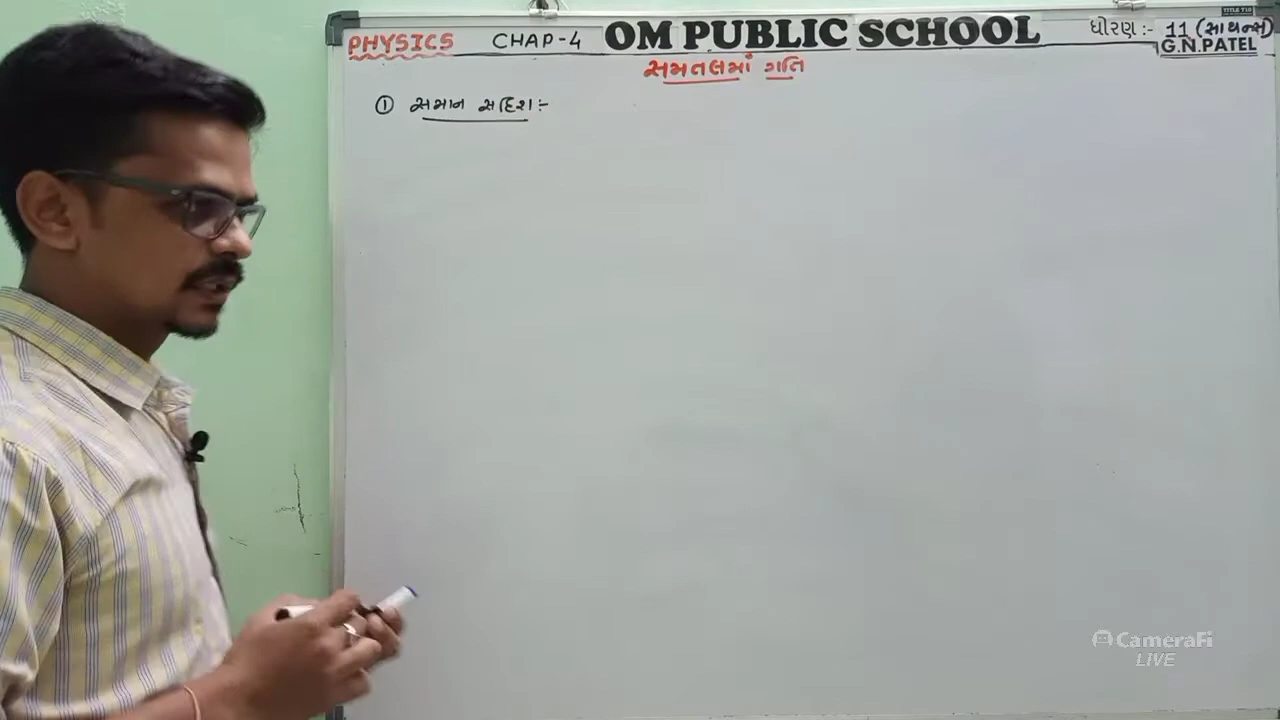 PHYSICS CHAP-4 OM PUBLIC SCHOOL ધોરણ :- 11 (સાયન્સ)
G.N.PATEL
સમતલમાં ગતિ
① સમાન સદિશ :-
CameraFi
LIVE